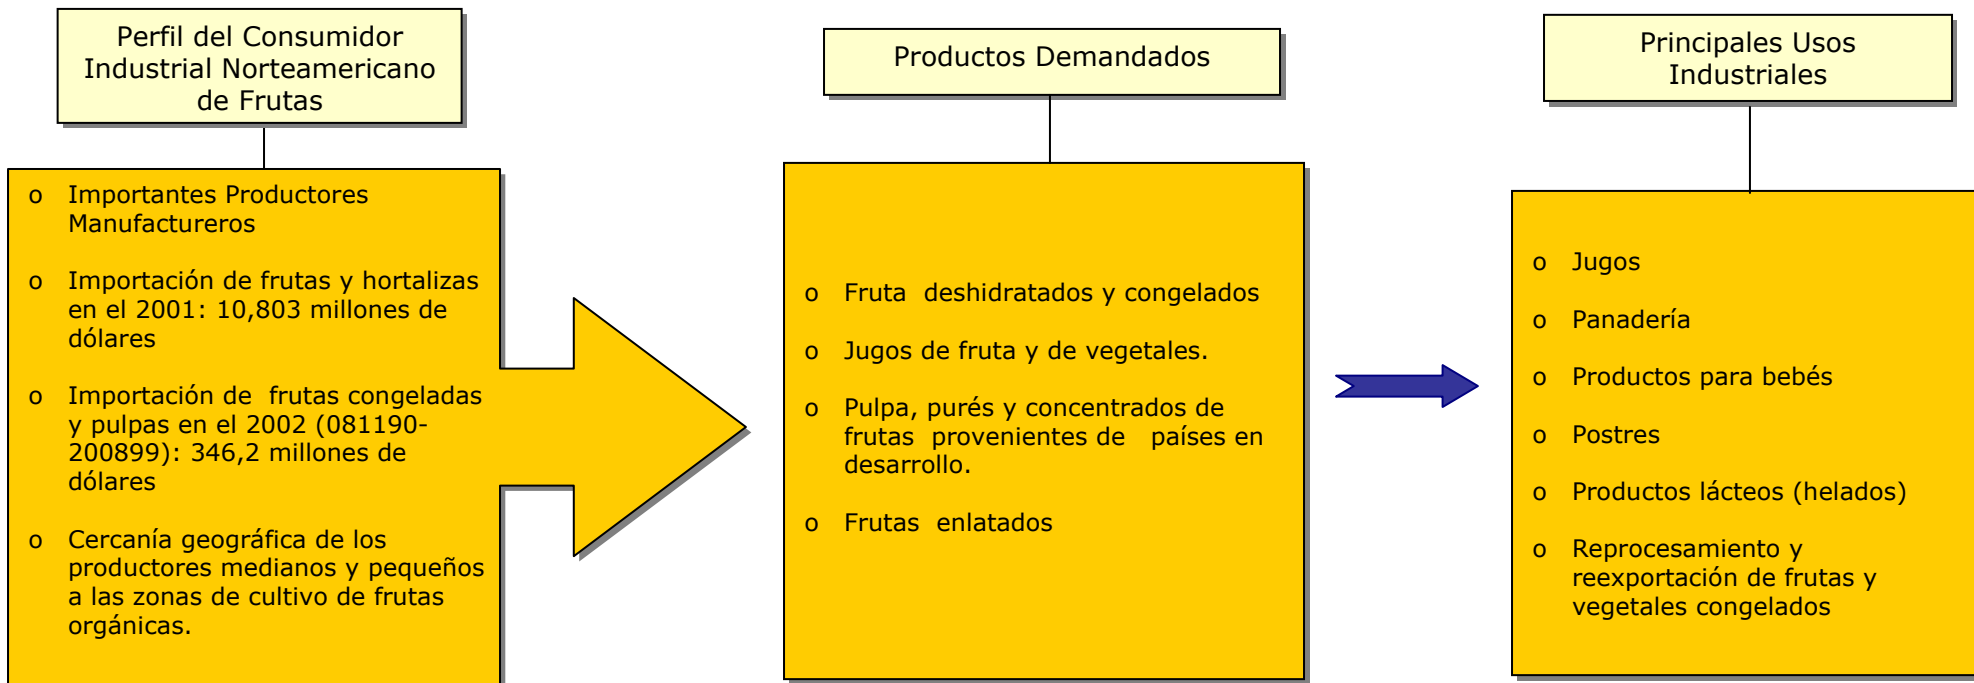 Perfil del Consumidor
Industrial Norteamericano
de Frutas
o Importantes Productores
Manufactureros
o Importación de frutas y hortalizas
en el 2001: 10,803 millones de
dólares
o Importación de frutas congeladas
y pulpas en el 2002 (081190-
200899): 346,2 millones de
dólares
o Cercanía geográfica de los
productores medianos y pequeños
a las zonas de cultivo de frutas
orgánicas.
Productos Demandados
o Fruta deshidratados y congelados
o Jugos de fruta y de vegetales.
o Pulpa, purés y concentrados de
frutas provenientes de países en
desarrollo.
o Frutas enlatados
Principales Usos
Industriales
o Jugos
o Panadería
o Productos para bebés
o Postres
o Productos lácteos (helados)
o Reprocesamiento y
reexportación de frutas y
vegetales congelados